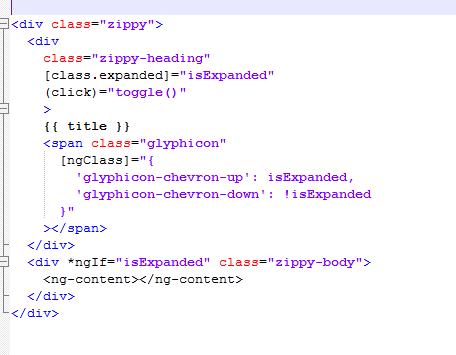 <div class="zippy">
  <div
    class="zippy-heading"
    [class.expanded]="isExpanded"
    (click)="toggle()"
    >
    {{ title }}
    <span class="glyphicon"
      [ngClass]="{
        'glyphicon-chevron-up': isExpanded,
        'glyphicon-chevron-down': !isExpanded
      }"
    ></span>
  </div>
  <div *ngIf="isExpanded" class="zippy-body">
    <ng-content></ng-content>
  </div>
</div>